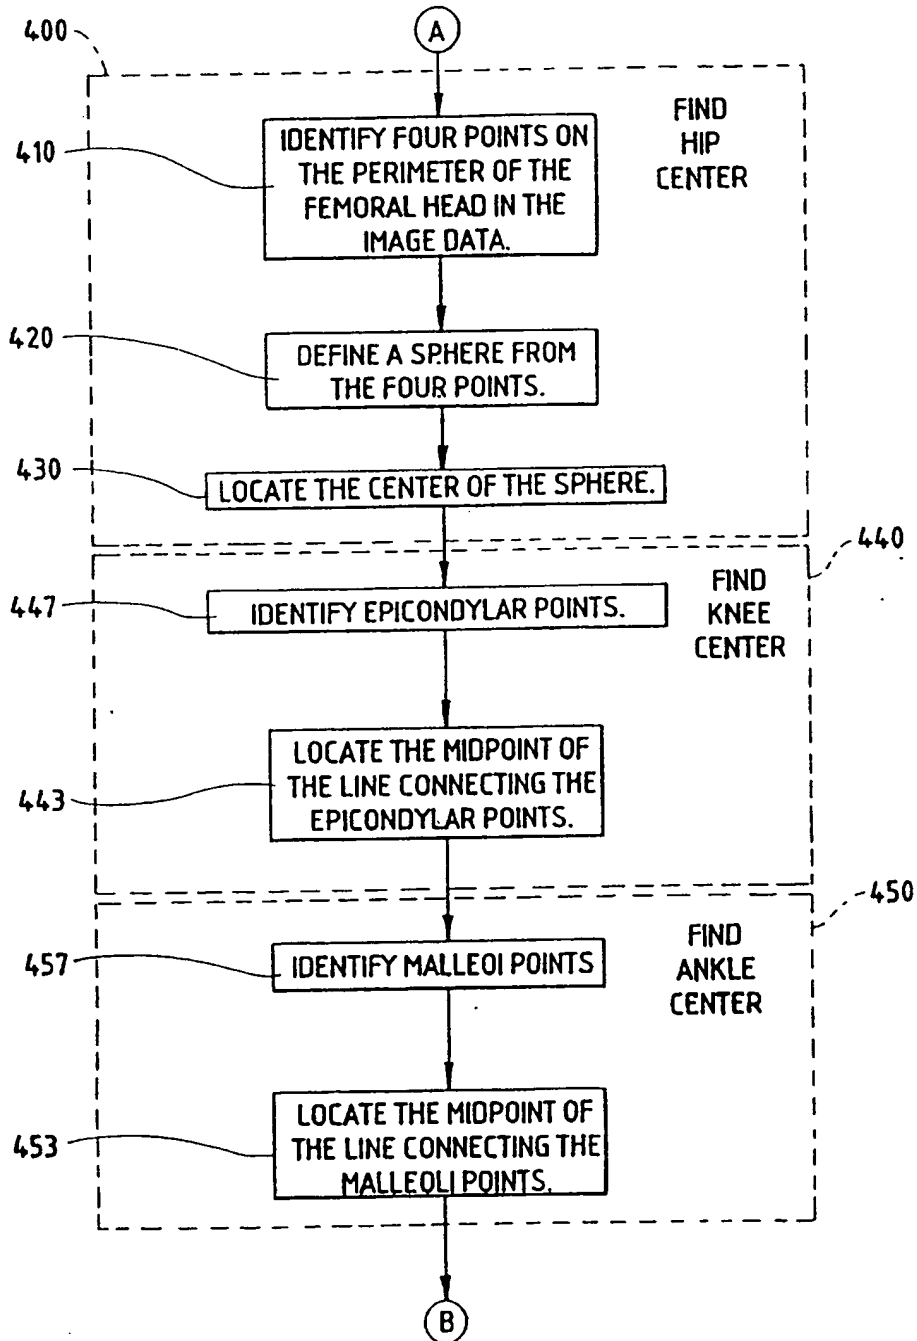 A
400
FIND
HIP
CENTER
410
IDENTIFY FOUR POINTS ON
THE PERIMETER OF THE
FEMORAL HEAD IN THE
IMAGE DATA.
420
DEFINE A SPHERE FROM
THE FOUR POINTS.
430
LOCATE THE CENTER OF THE SPHERE.
440
FIND
KNEE
CENTER
447
IDENTIFY EPICONDYLAR POINTS.
443
LOCATE THE MIDPOINT OF
THE LINE CONNECTING THE
EPICONDYLAR POINTS.
450
FIND
ANKLE
CENTER
457
IDENTIFY MALLEOI POINTS
453
LOCATE THE MIDPOINT OF
THE LINE CONNECTING THE
MALLEOLI POINTS.
B